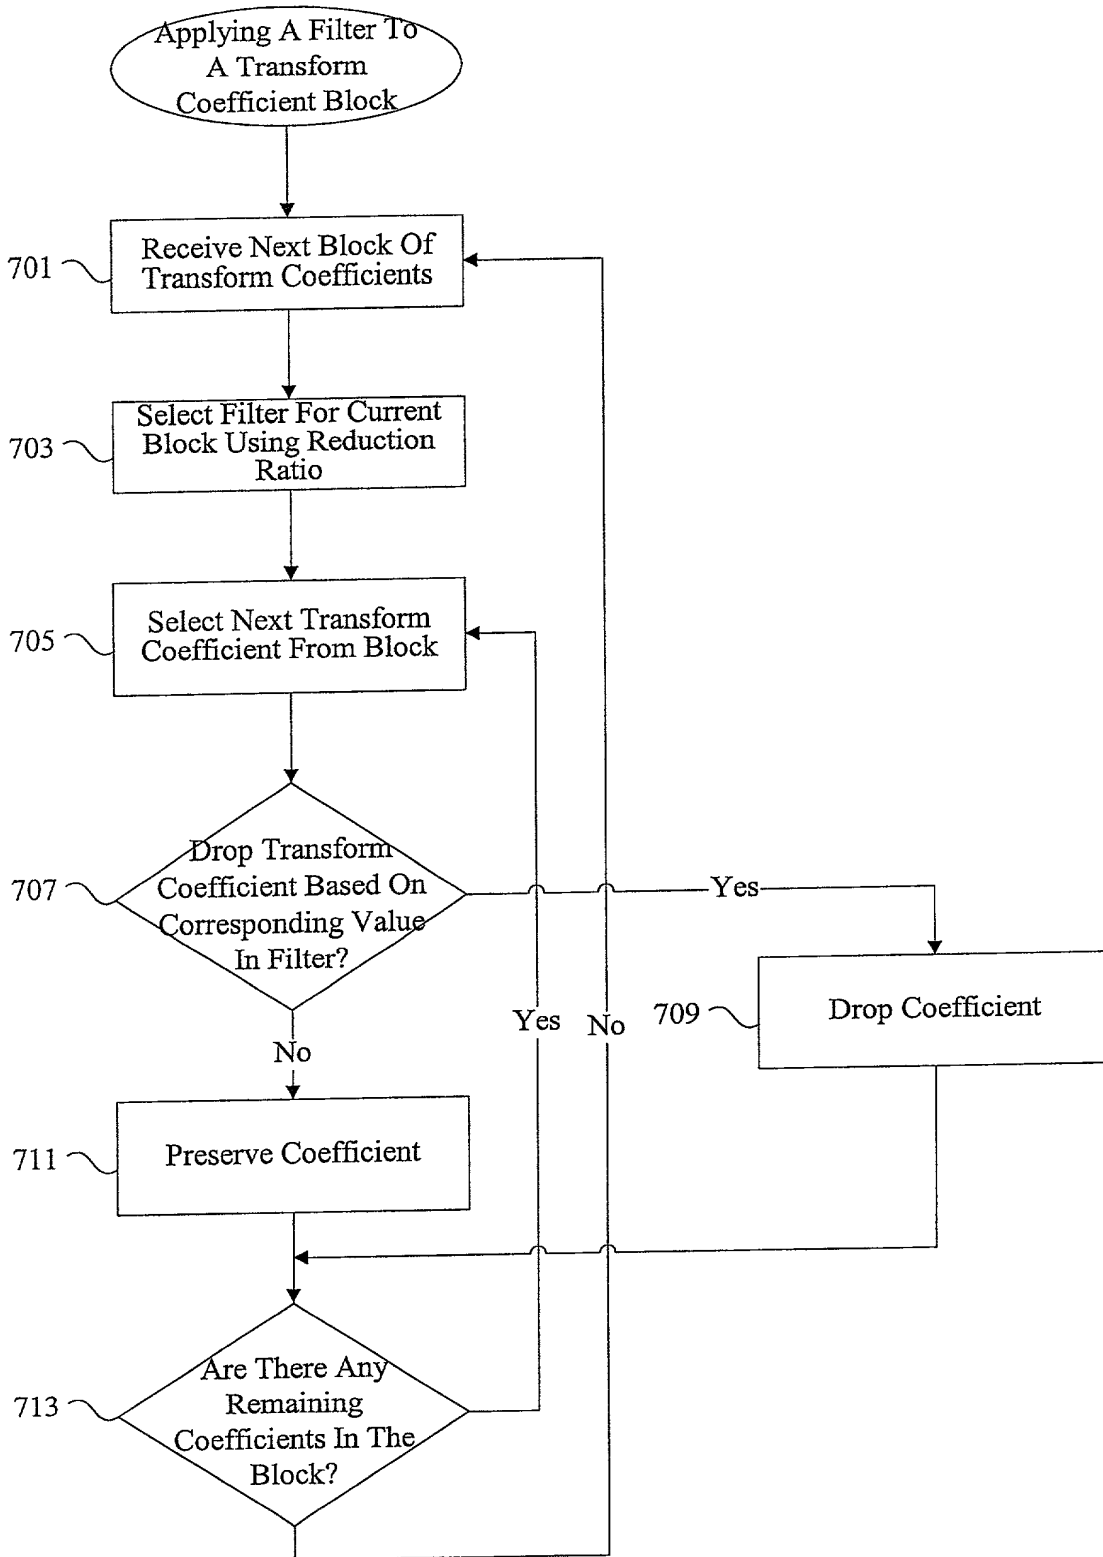 Applying A Filter To
A Transform
Coefficient Block
701
Receive Next Block Of
Transform Coefficients
703
Select Filter For Current
Block Using Reduction
Ratio
705
Select Next Transform
Coefficient From Block
707
Drop Transform
Coefficient Based On
Corresponding Value
In Filter?
Yes
No
Yes
No
709
Drop Coefficient
711
Preserve Coefficient
713
Are There Any
Remaining
Coefficients In The
Block?